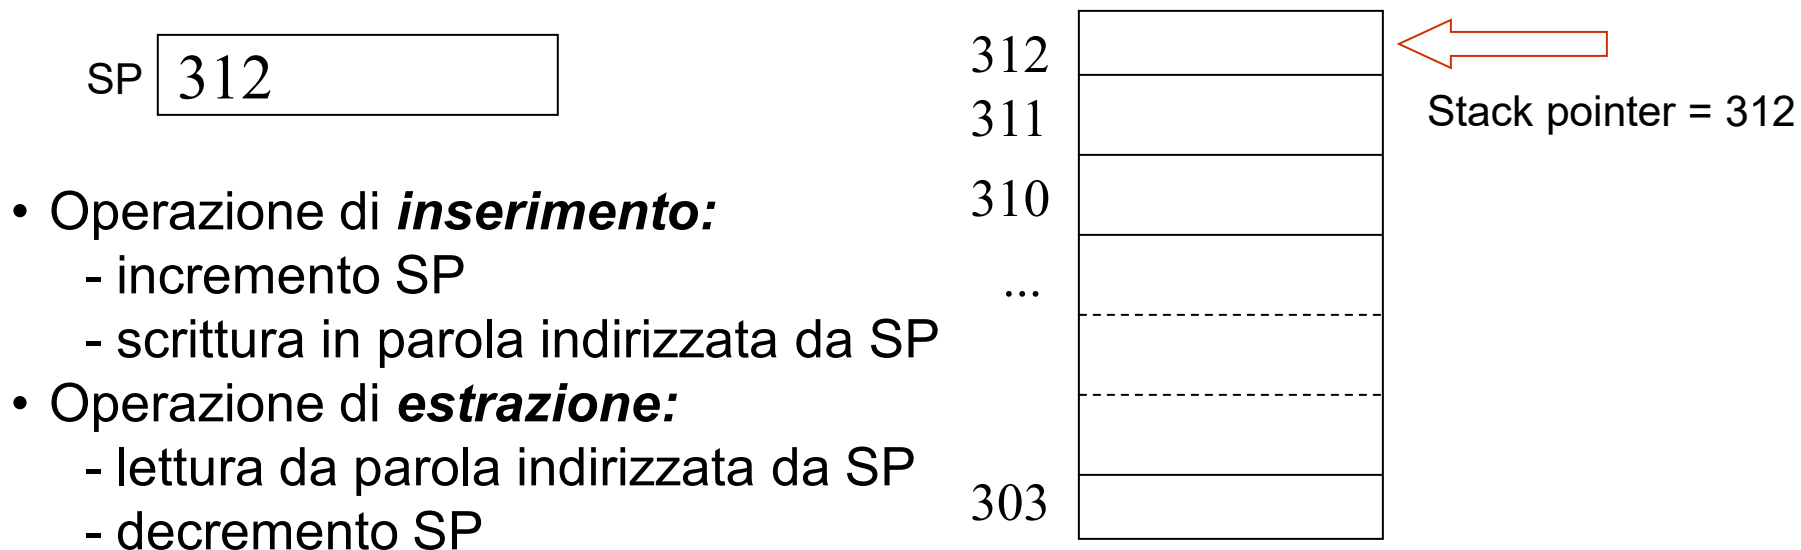 SP 312
• Operazione di inserimento:
- incremento SP
- scrittura in parola indirizzata da SP
• Operazione di estrazione:
- lettura da parola indirizzata da SP
- decremento SP
312
311
310
...
303
Stack pointer = 312